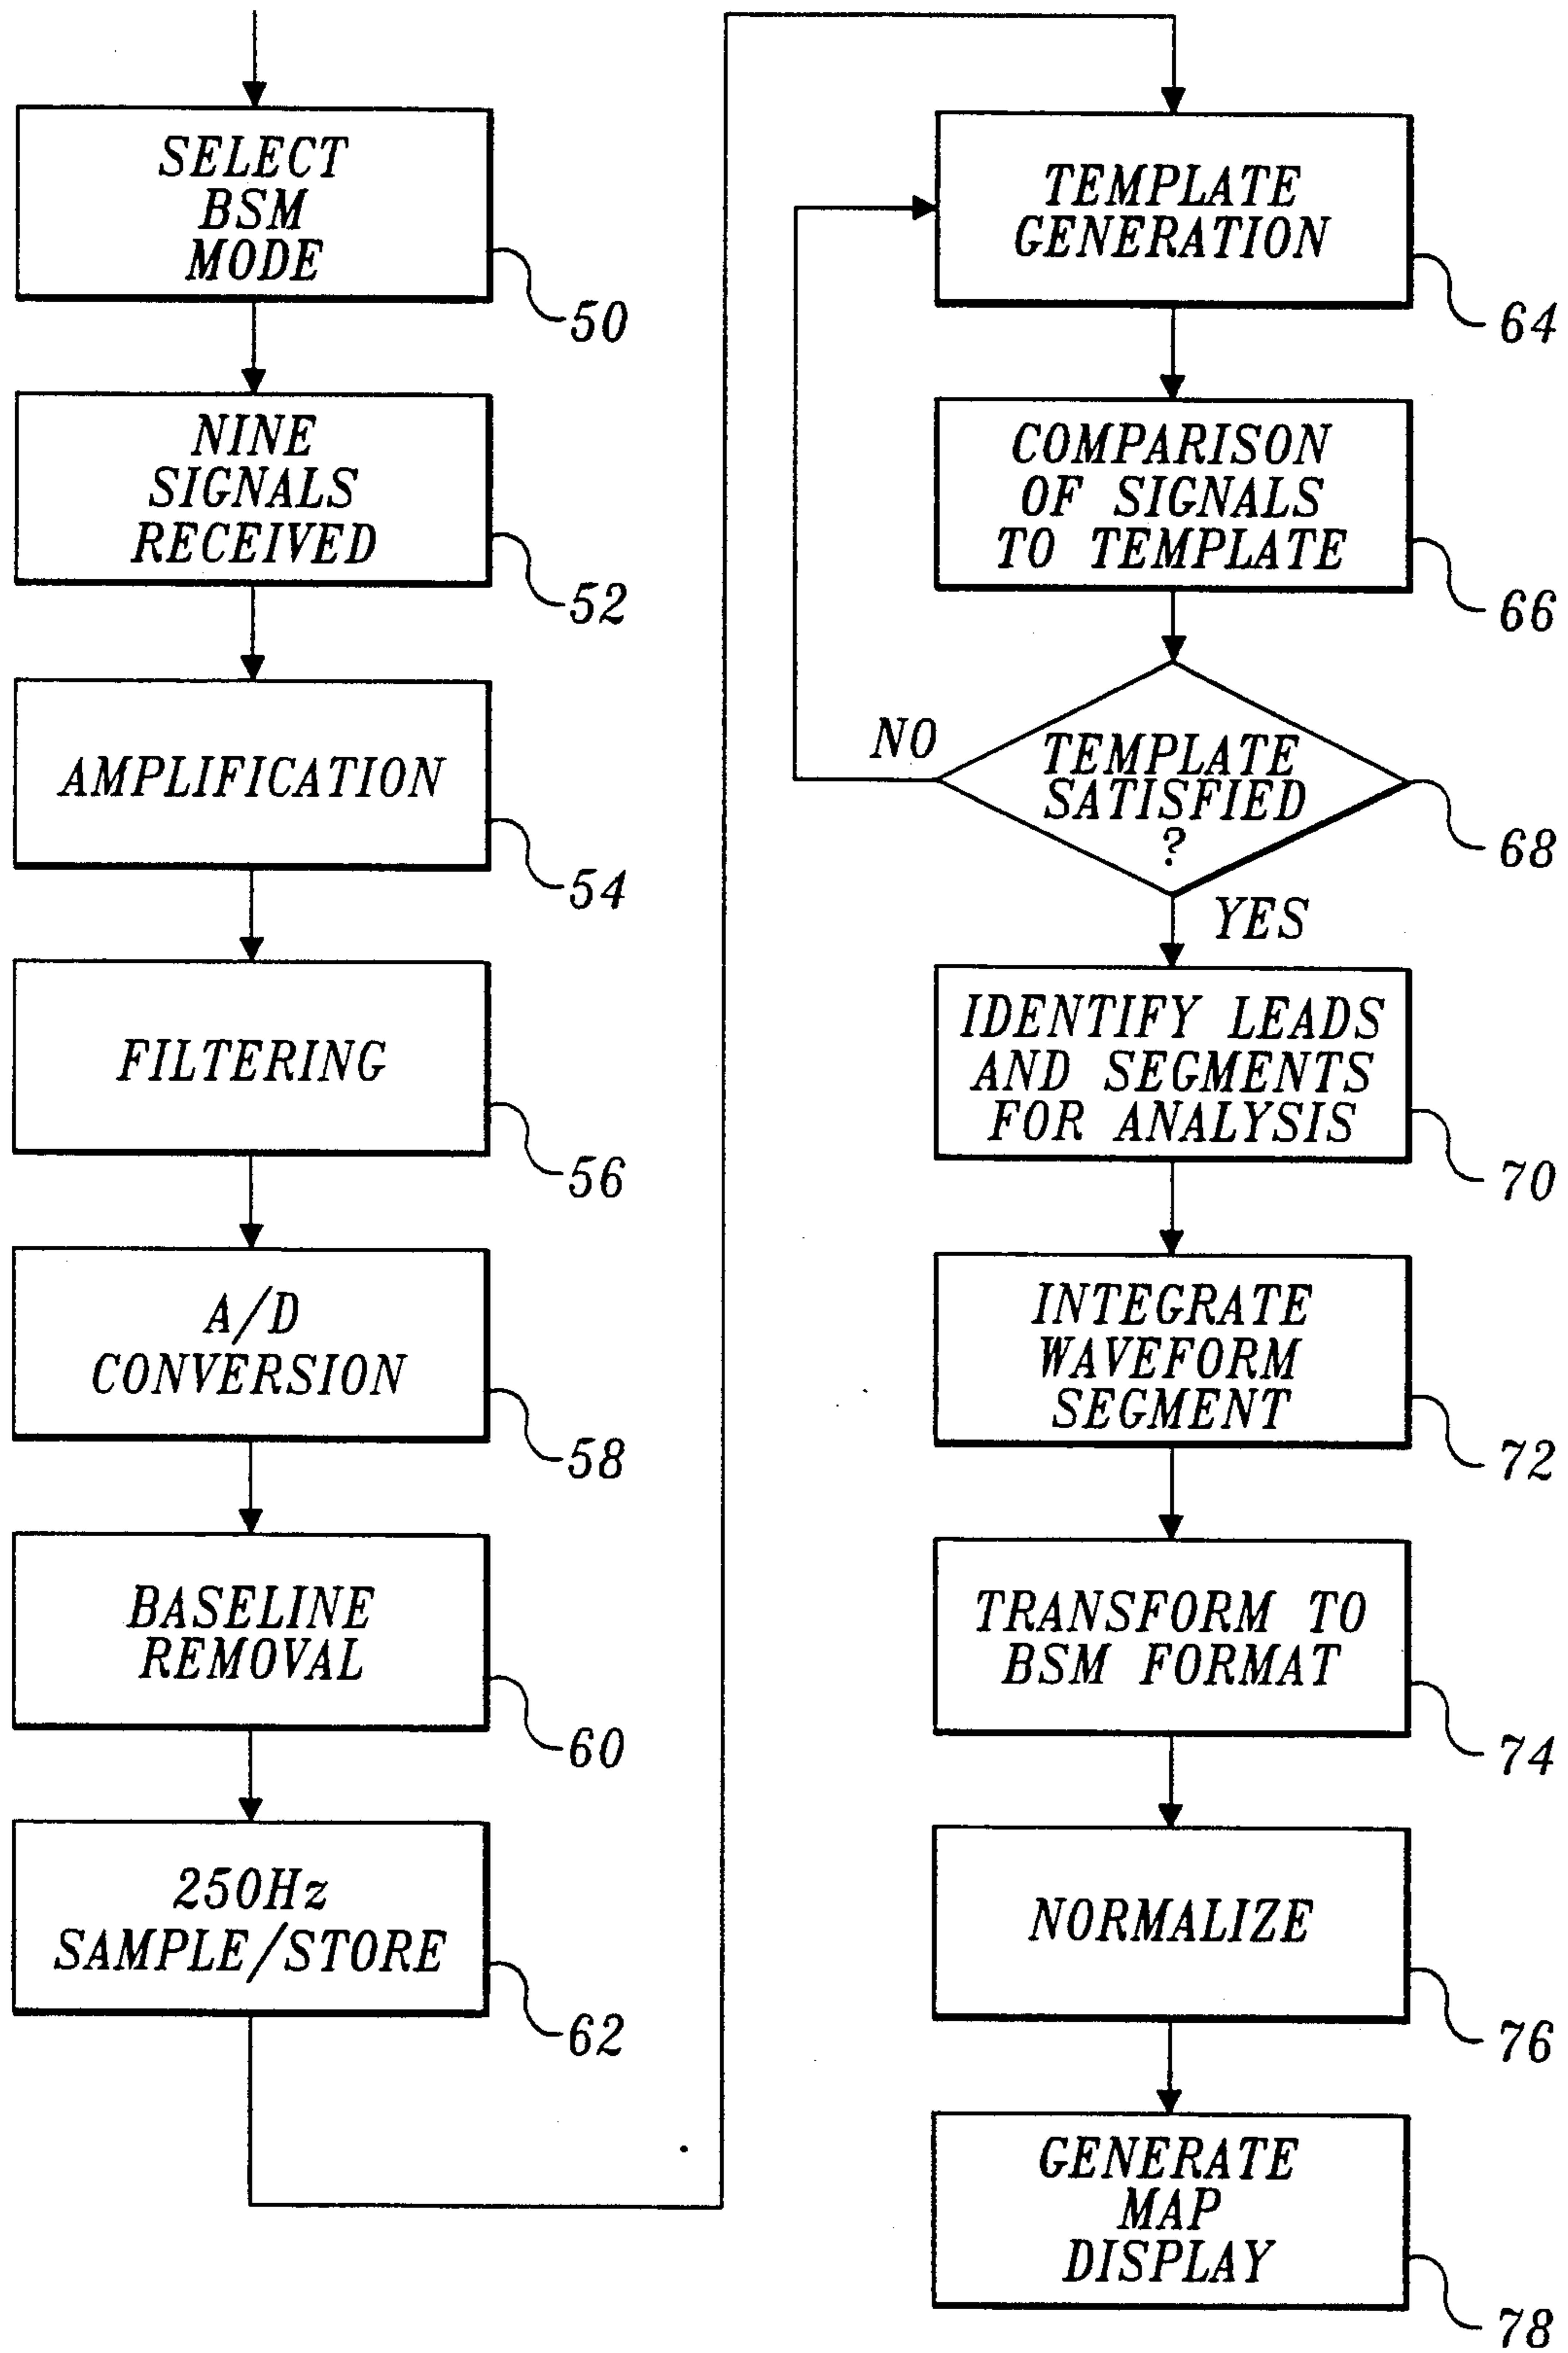 SELECT
BSM
MODE
50
NINE
SIGNALS
RECEIVED
52
AMPLIFICATION
54
FILTERING
56
A/D
CONVERSION
58
BASELINE
REMOVAL
60
250Hz
SAMPLE/STORE
62
TEMPLATE
GENERATION
64
COMPARISON
OF SIGNALS
TO TEMPLATE
66
NO
TEMPLATE
SATISFIED
?
68
YES
IDENTIFY LEADS
AND SEGMENTS
FOR ANALYSIS
70
INTEGRATE
WAVEFORM
SEGMENT
72
TRANSFORM TO
BSM FORMAT
74
NORMALIZE
76
GENERATE
MAP
DISPLAY
78